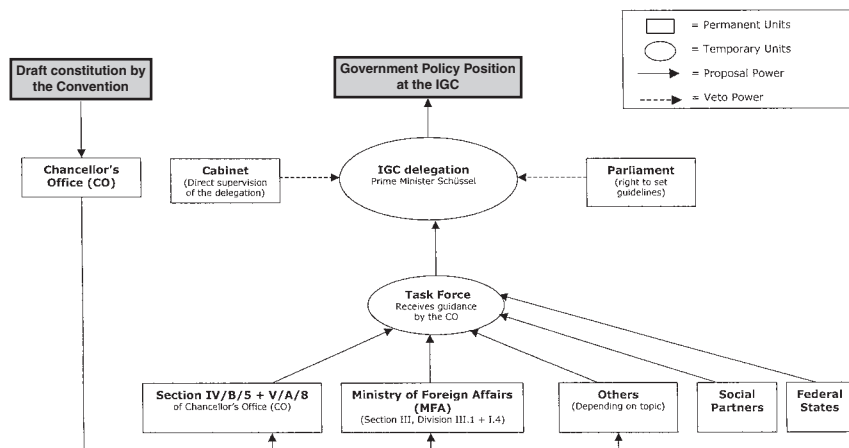 = Permanent Units
= Temporary Units
= Proposal Power
= Veto Power
Draft constitution by
the Convention
Government Policy Position
at the IGC
Chancellor's
Office (CO)
Cabinet
(Direct supervision
of the delegation)
IGC delegation
Prime Minister Schüssel
Parliament
(right to set
guidelines)
Task Force
Receives guidance
by the CO
Section IV/B/5 + V/A/8
of Chancellor's Office (CO)
Ministry of Foreign Affairs
(MFA)
(Section III, Division III.1 + I.4)
Others
(Depending on topic)
Social
Partners
Federal
States